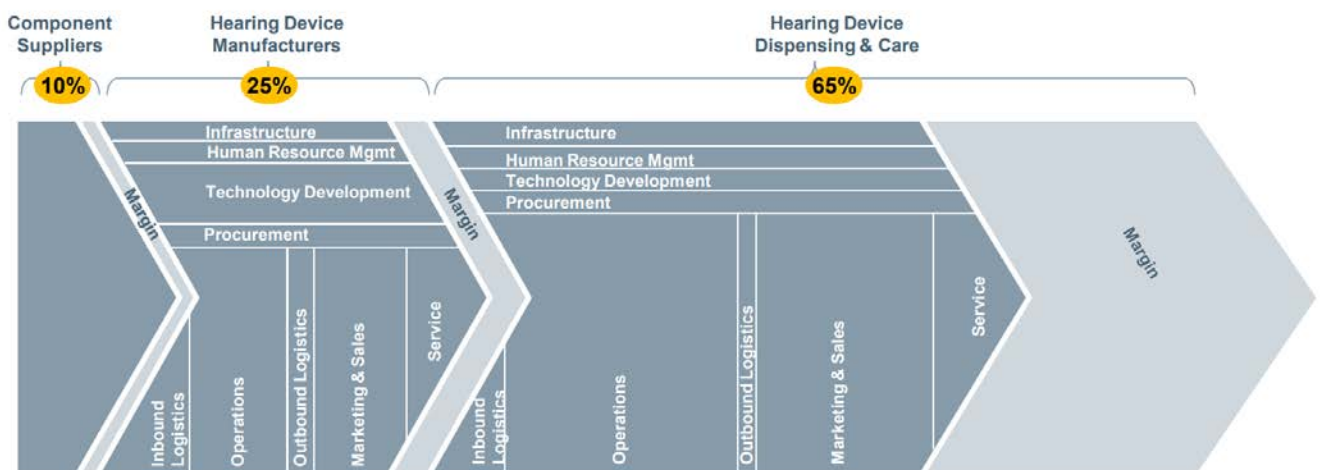 Component
Suppliers
10%
Hearing Device
Manufacturers
25%
Hearing Device
Dispensing & Care
65%
Margin
Infrastructure
Human Resource Mgmt
Technology Development
Procurement
Inbound
Logistics
Operations
Outbound Logistics
Marketing & Sales
Service
Margin
Infrastructure
Human Resource Mgmt
Technology Development
Procurement
Inbound
Logistics
Operations
Outbound Logistics
Marketing & Sales
Service
Margin